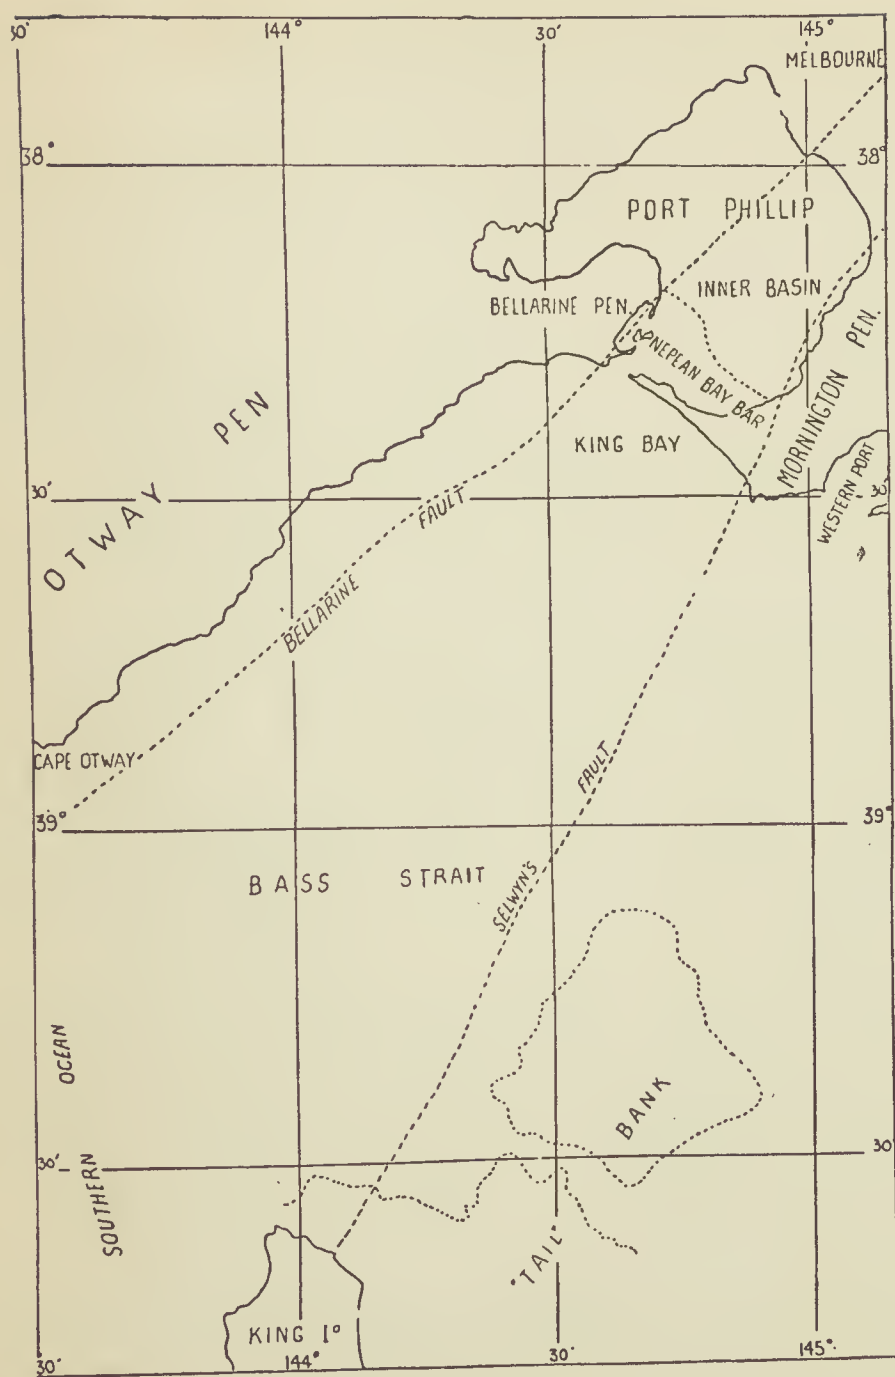 30′ 144° 30′ 145°
MELBOURNE
38° 38°
PORT PHILLIP
INNER BASIN
BELLARINE PEN.
NEPEAN BAY BAR
MORNINGTON PEN.
OTWAY PEN
KING BAY
WESTERN PORT
30′ 30′
BELLARINE FAULT
CAPE OTWAY
39° 39°
SELWYN'S FAULT
BASS STRAIT
SOUTHERN OCEAN
BANK
30′ 30′
"TAIL"
KING I°
30′ 144° 30′ 145°